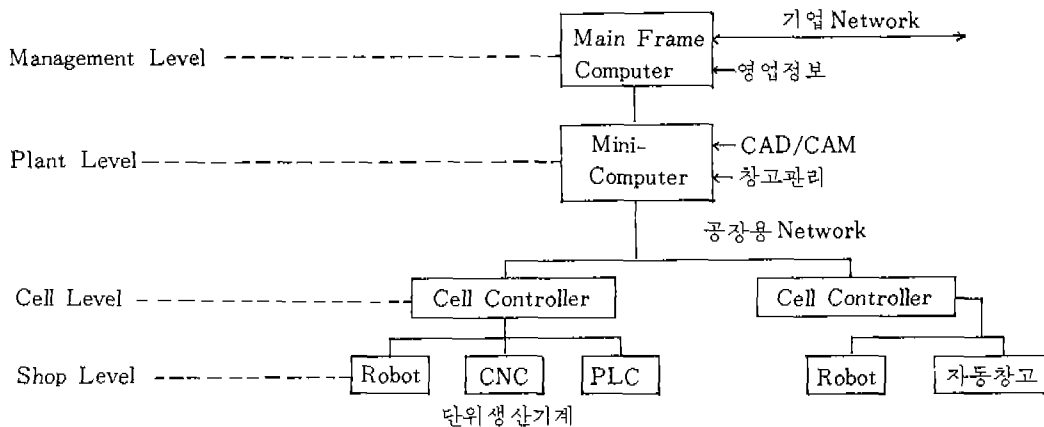 기업 Network
Main Frame
Computer
Management Level
영업정보
Mini-
Computer
CAD/CAM
Plant Level
창고관리
공장용 Network
Cell Level
Cell Controller
Cell Controller
Shop Level
Robot
CNC
PLC
Robot
자동창고
단위생산기계